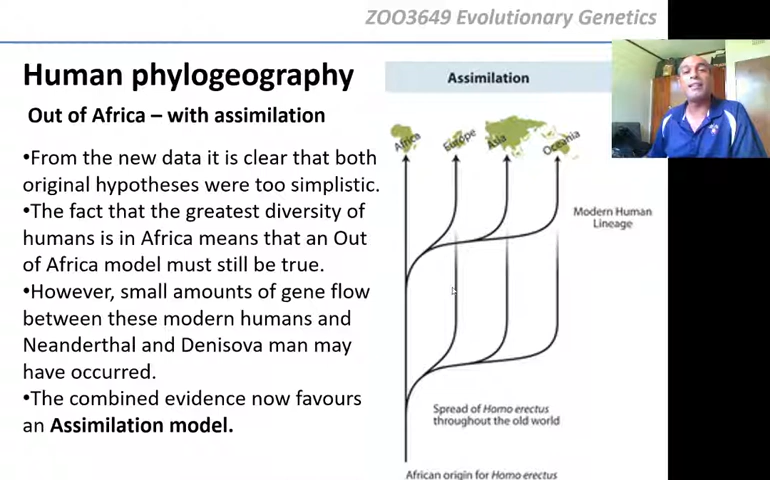 ZOO3649 Evolutionary Genetics
Human phylogeography
Out of Africa – with assimilation
•From the new data it is clear that both
original hypotheses were too simplistic.
•The fact that the greatest diversity of
humans is in Africa means that an Out
of Africa model must still be true.
•However, small amounts of gene flow
between these modern humans and
Neanderthal and Denisova man may
have occurred.
•The combined evidence now favours
an Assimilation model.
Assimilation
Africa
Europe
Asia
Oceania
Modern Human
Lineage
Spread of Homo erectus
throughout the old world
African origin for Homo erectus